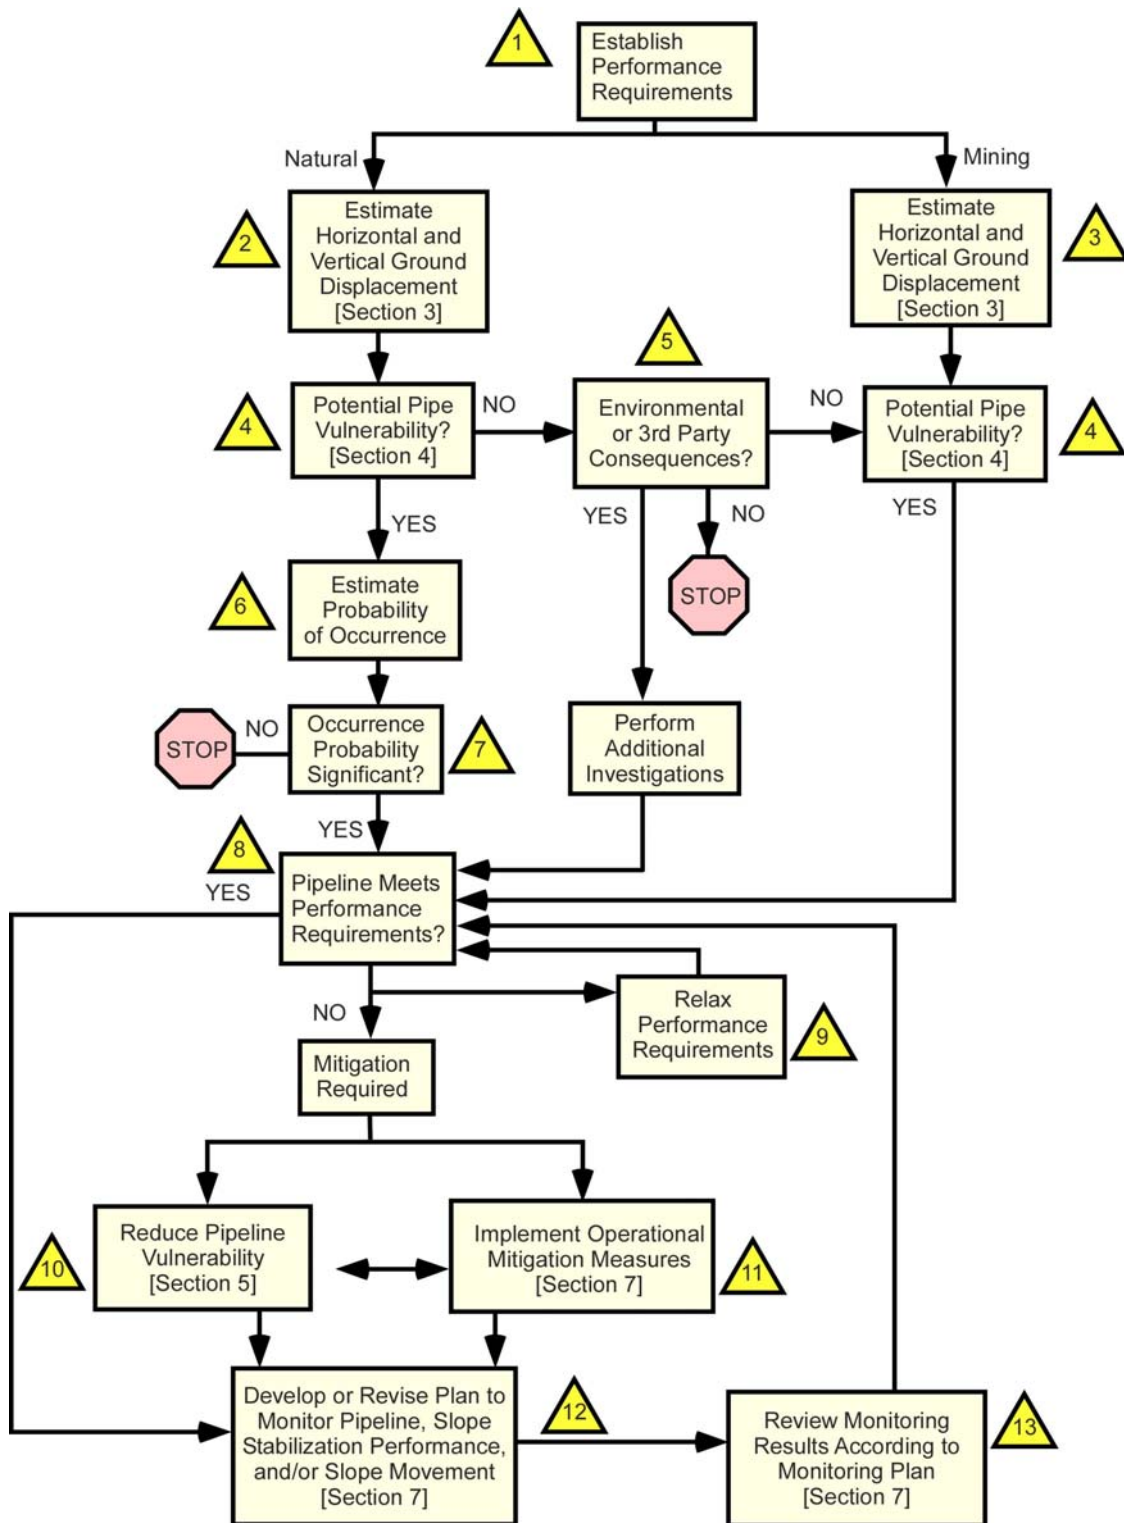 1
Establish
Performance
Requirements
Natural
Mining
2
Estimate
Horizontal and
Vertical Ground
Displacement
[Section 3]
Estimate
Horizontal and
Vertical Ground
Displacement
[Section 3]
3
5
4
Potential Pipe
Vulnerability?
[Section 4]
NO
Environmental
or 3rd Party
Consequences?
NO
Potential Pipe
Vulnerability?
[Section 4]
4
YES
YES
NO
YES
6
Estimate
Probability
of Occurrence
STOP
STOP
NO
Occurrence
Probability
Significant?
7
Perform
Additional
Investigations
YES
8
YES
Pipeline Meets
Performance
Requirements?
NO
Relax
Performance
Requirements
9
Mitigation
Required
10
Reduce Pipeline
Vulnerability
[Section 5]
Implement Operational
Mitigation Measures
[Section 7]
11
Develop or Revise Plan to
Monitor Pipeline, Slope
Stabilization Performance,
and/or Slope Movement
[Section 7]
12
Review Monitoring
Results According to
Monitoring Plan
[Section 7]
13